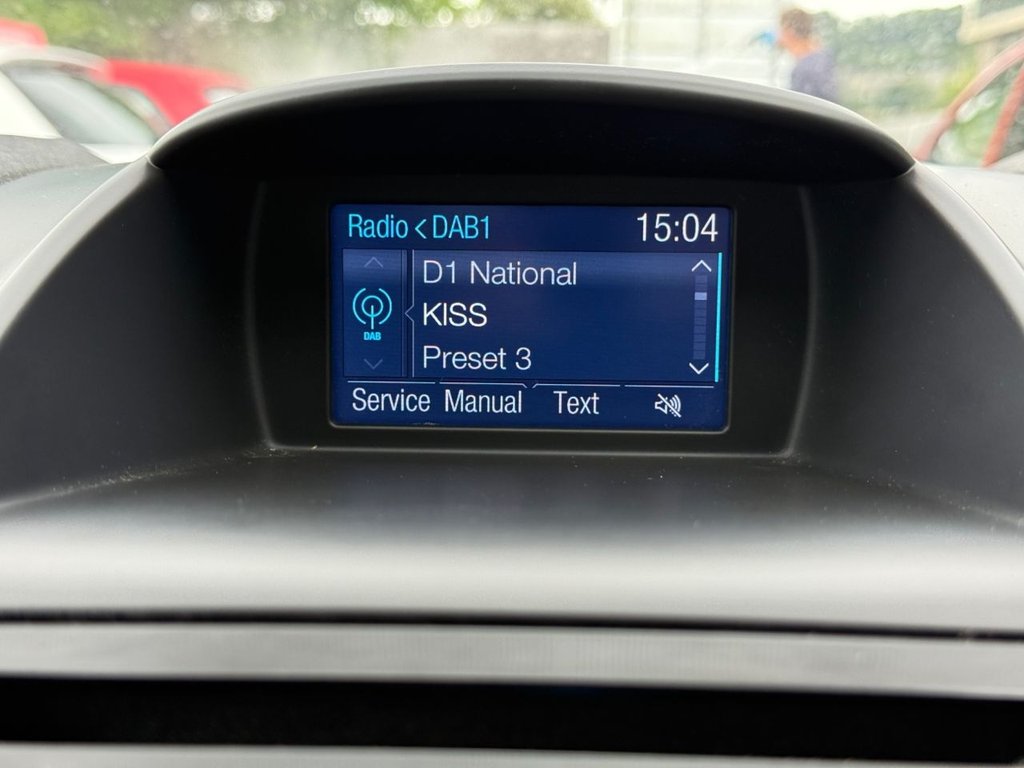 Radio < DAB1 15:04
D1 National
KISS
DAB
Preset 3
Service Manual Text